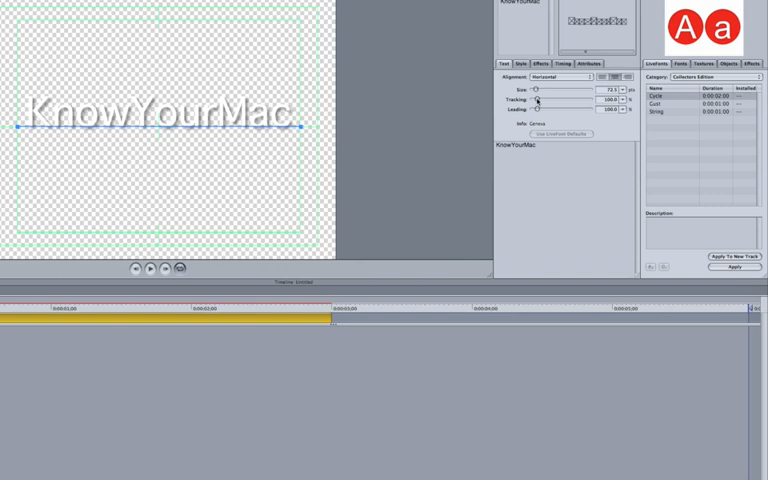 KnowYourMac
Aa
Text Style Effects Timing Attributes
LiveFonts Fonts Textures Objects Effects
Alignment: Horizontal
Category: Collectors Edition
Size: 72.5 pts
Name Duration Installed
Tracking: 100.0 %
Cycle 0:00:02:00 --
Gust 0:00:01:00 --
Leading: 100.0 %
String 0:00:01:00 --
Info: Geneva
Use LiveFont Defaults
KnowYourMac
KnowYourMac
Description:
Apply To New Track
Apply
Timeline: Untitled
0:00:01;00 0:00:02;00 0:00:03;00 0:00:04;00 0:00:05;00